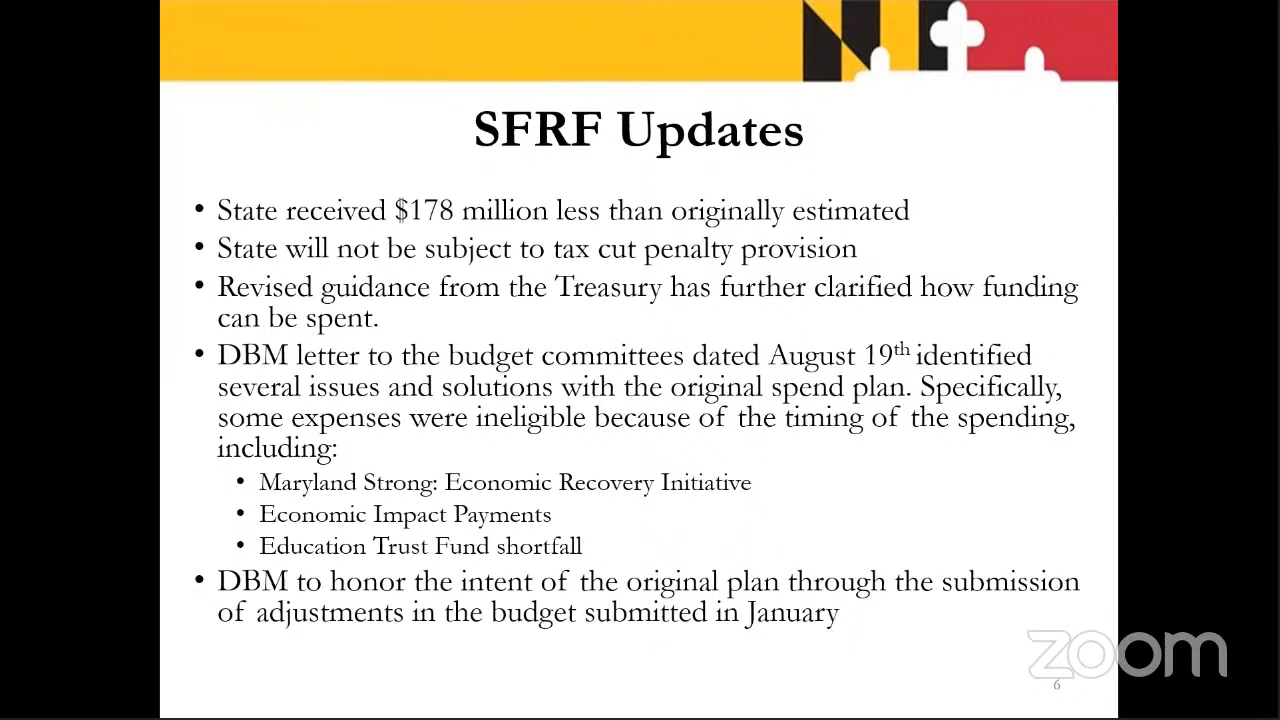 SFRF Updates
• State received $178 million less than originally estimated
• State will not be subject to tax cut penalty provision
• Revised guidance from the Treasury has further clarified how funding
can be spent.
• DBM letter to the budget committees dated August 19th identified
several issues and solutions with the original spend plan. Specifically,
some expenses were ineligible because of the timing of the spending,
including:
• Maryland Strong: Economic Recovery Initiative
• Economic Impact Payments
• Education Trust Fund shortfall
• DBM to honor the intent of the original plan through the submission
of adjustments in the budget submitted in January
zoom
6